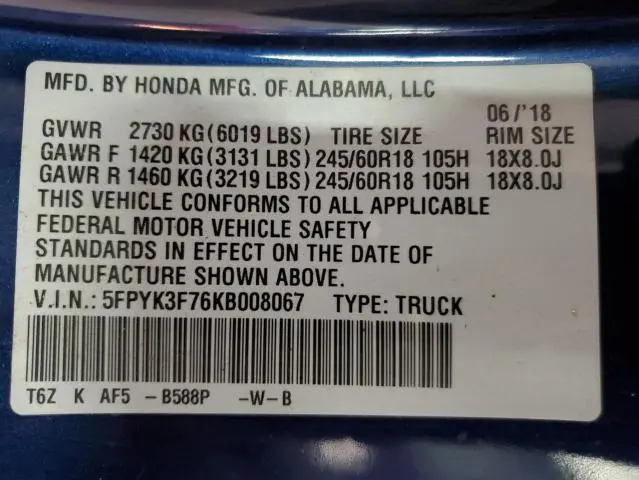 MFD. BY HONDA MFG. OF ALABAMA, LLC
06/'18
GVWR 2730 KG(6019 LBS) TIRE SIZE RIM SIZE
GAWR F 1420 KG(3131 LBS) 245/60R18 105H 18X8.0J
GAWR R 1460 KG(3219 LBS) 245/60R18 105H 18X8.0J
THIS VEHICLE CONFORMS TO ALL APPLICABLE
FEDERAL MOTOR VEHICLE SAFETY
STANDARDS IN EFFECT ON THE DATE OF
MANUFACTURE SHOWN ABOVE.
V.I.N.: 5FPYK3F76KB008067 TYPE: TRUCK
T6Z K AF5 -B588P -W-B